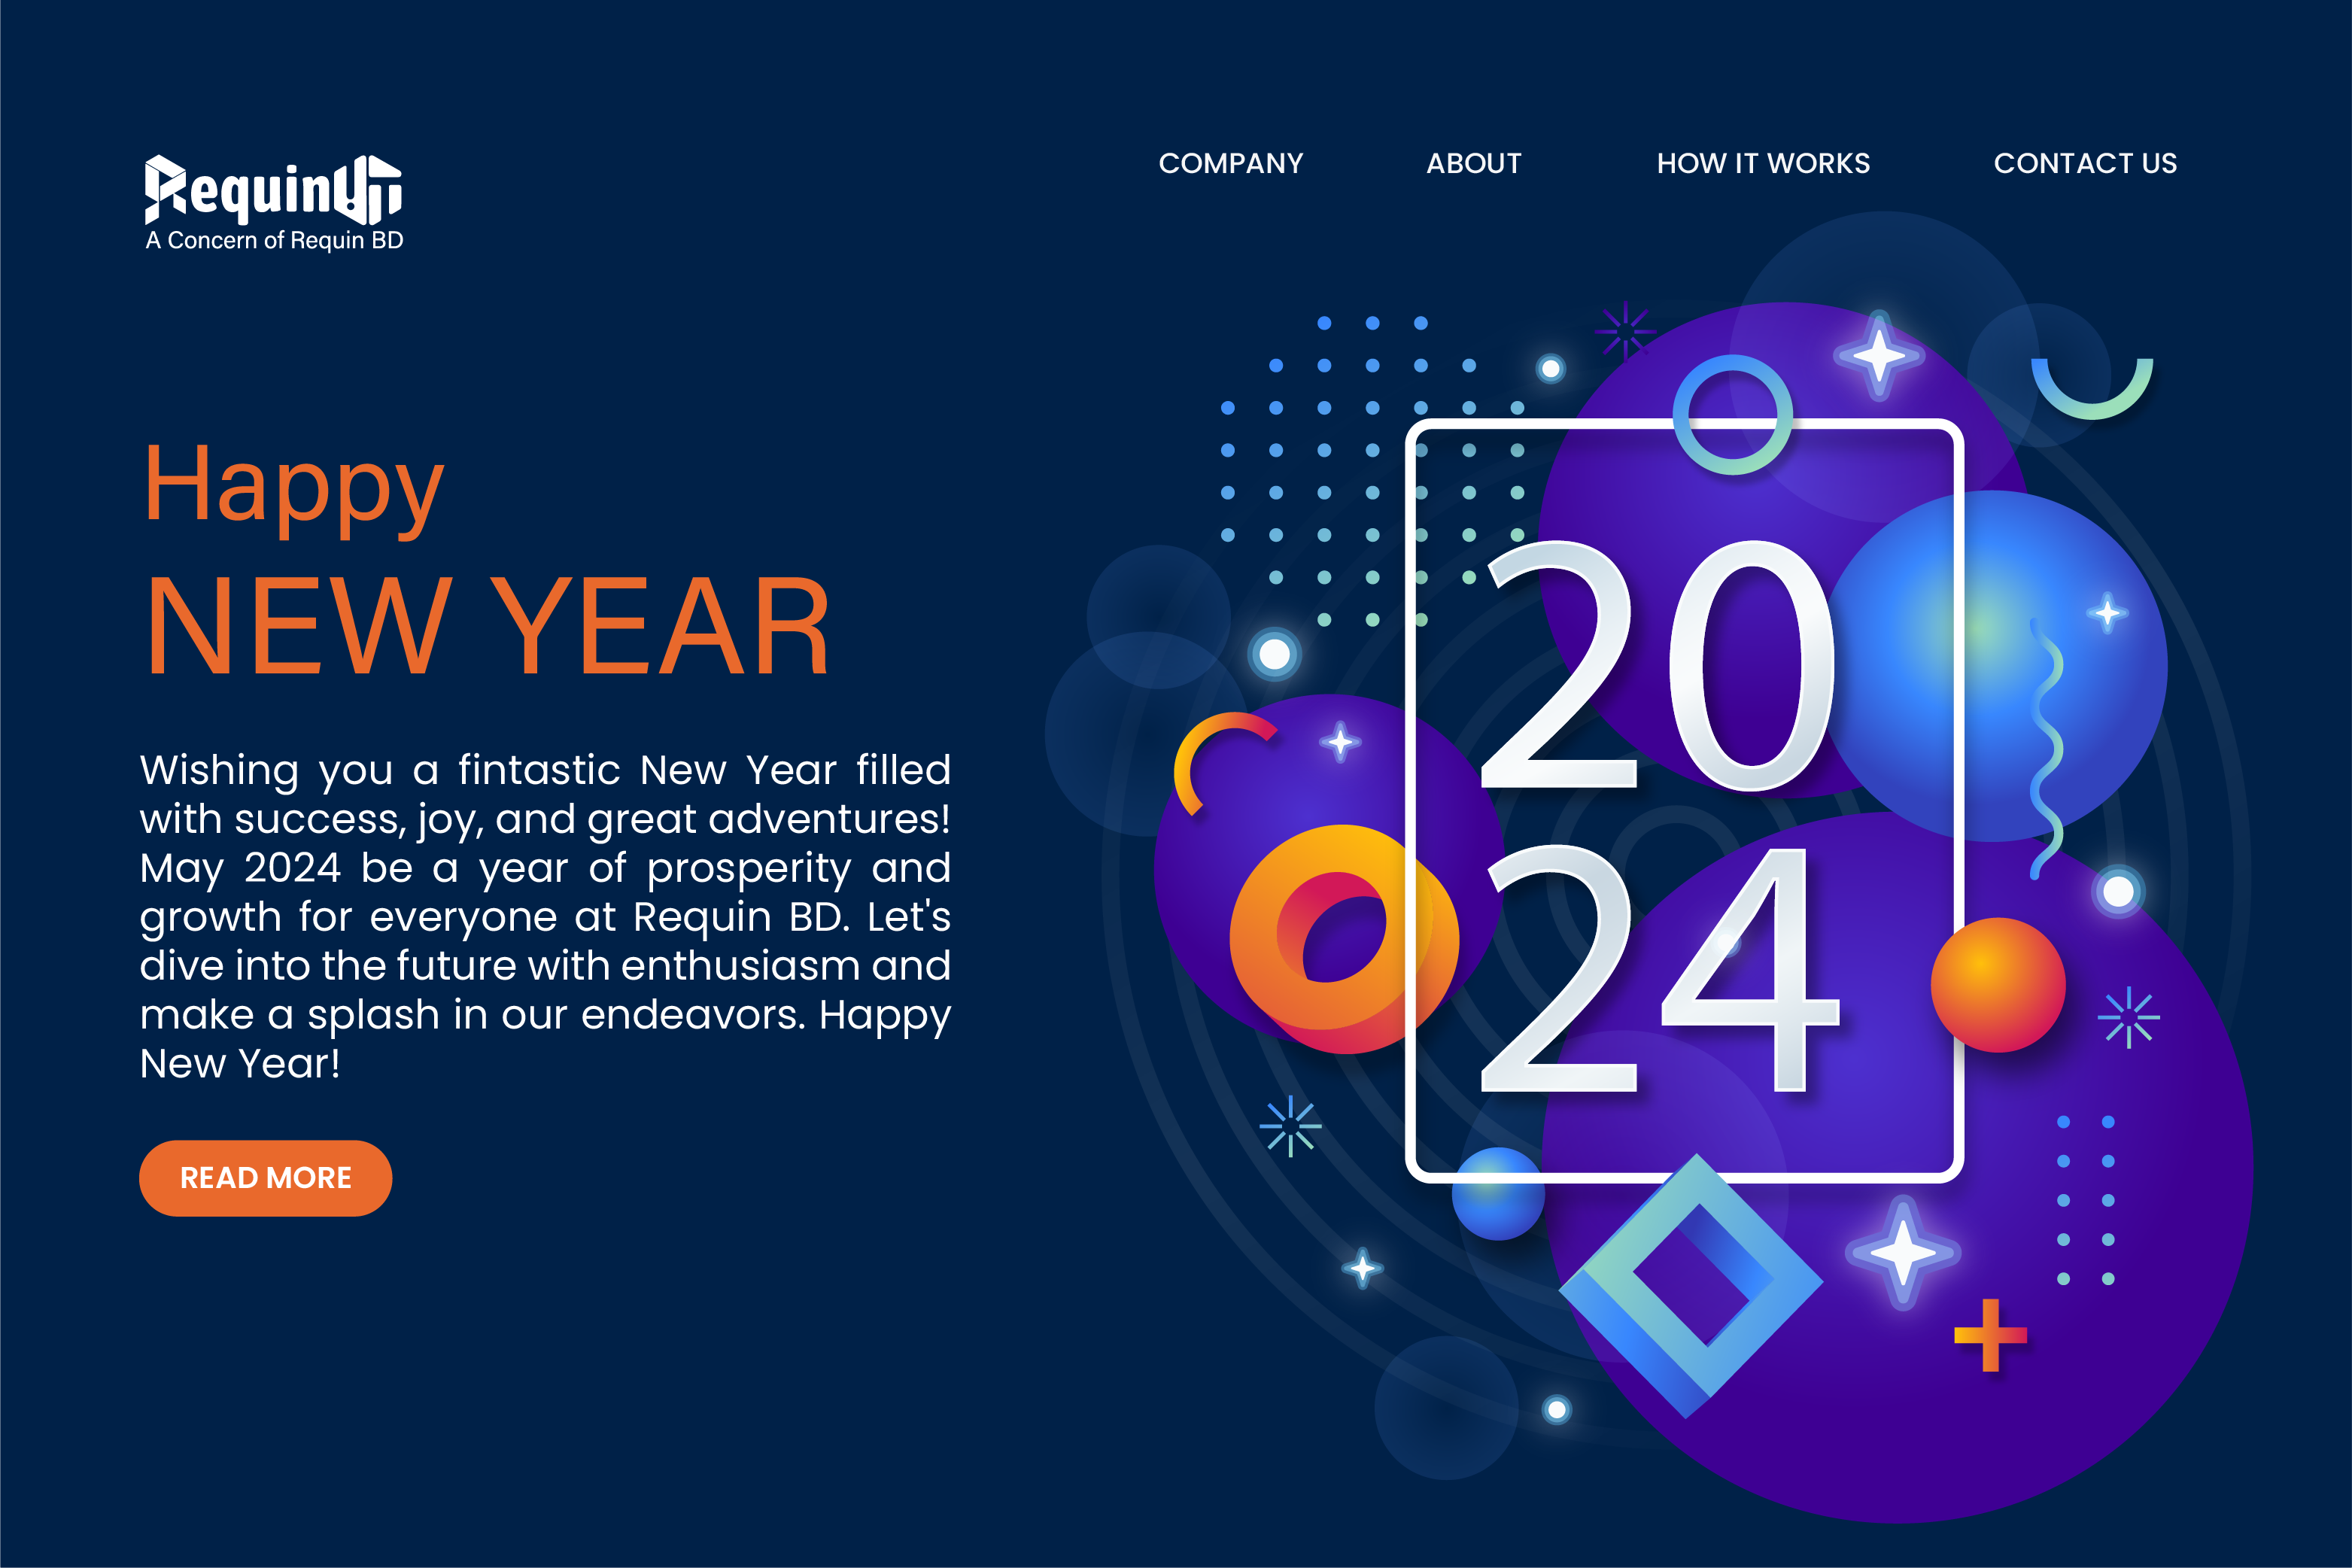 RequinUIT
A Concern of Requin BD
COMPANY ABOUT HOW IT WORKS CONTACT US
Happy
NEW YEAR
Wishing you a fintastic New Year filled
with success, joy, and great adventures!
May 2024 be a year of prosperity and
growth for everyone at Requin BD. Let's
dive into the future with enthusiasm and
make a splash in our endeavors. Happy
New Year!
READ MORE
20
24